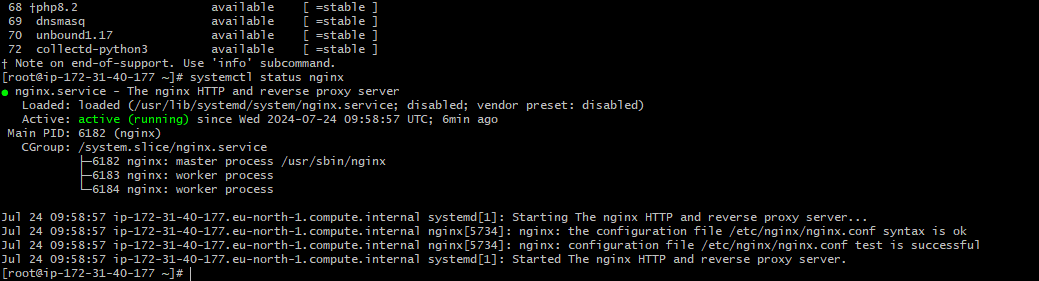 68 †php8.2                  available    [ =stable ]
69  dnsmasq                 available    [ =stable ]
70  unbound1.17             available    [ =stable ]
72  collectd-python3        available    [ =stable ]
† Note on end-of-support. Use 'info' subcommand.
[root@ip-172-31-40-177 ~]# systemctl status nginx
● nginx.service - The nginx HTTP and reverse proxy server
   Loaded: loaded (/usr/lib/systemd/system/nginx.service; disabled; vendor preset: disabled)
   Active: active (running) since Wed 2024-07-24 09:58:57 UTC; 6min ago
 Main PID: 6182 (nginx)
   CGroup: /system.slice/nginx.service
           ├─6182 nginx: master process /usr/sbin/nginx
           ├─6183 nginx: worker process
           └─6184 nginx: worker process
Jul 24 09:58:57 ip-172-31-40-177.eu-north-1.compute.internal systemd[1]: Starting The nginx HTTP and reverse proxy server...
Jul 24 09:58:57 ip-172-31-40-177.eu-north-1.compute.internal nginx[5734]: nginx: the configuration file /etc/nginx/nginx.conf syntax is ok
Jul 24 09:58:57 ip-172-31-40-177.eu-north-1.compute.internal nginx[5734]: nginx: configuration file /etc/nginx/nginx.conf test is successful
Jul 24 09:58:57 ip-172-31-40-177.eu-north-1.compute.internal systemd[1]: Started The nginx HTTP and reverse proxy server.
[root@ip-172-31-40-177 ~]#